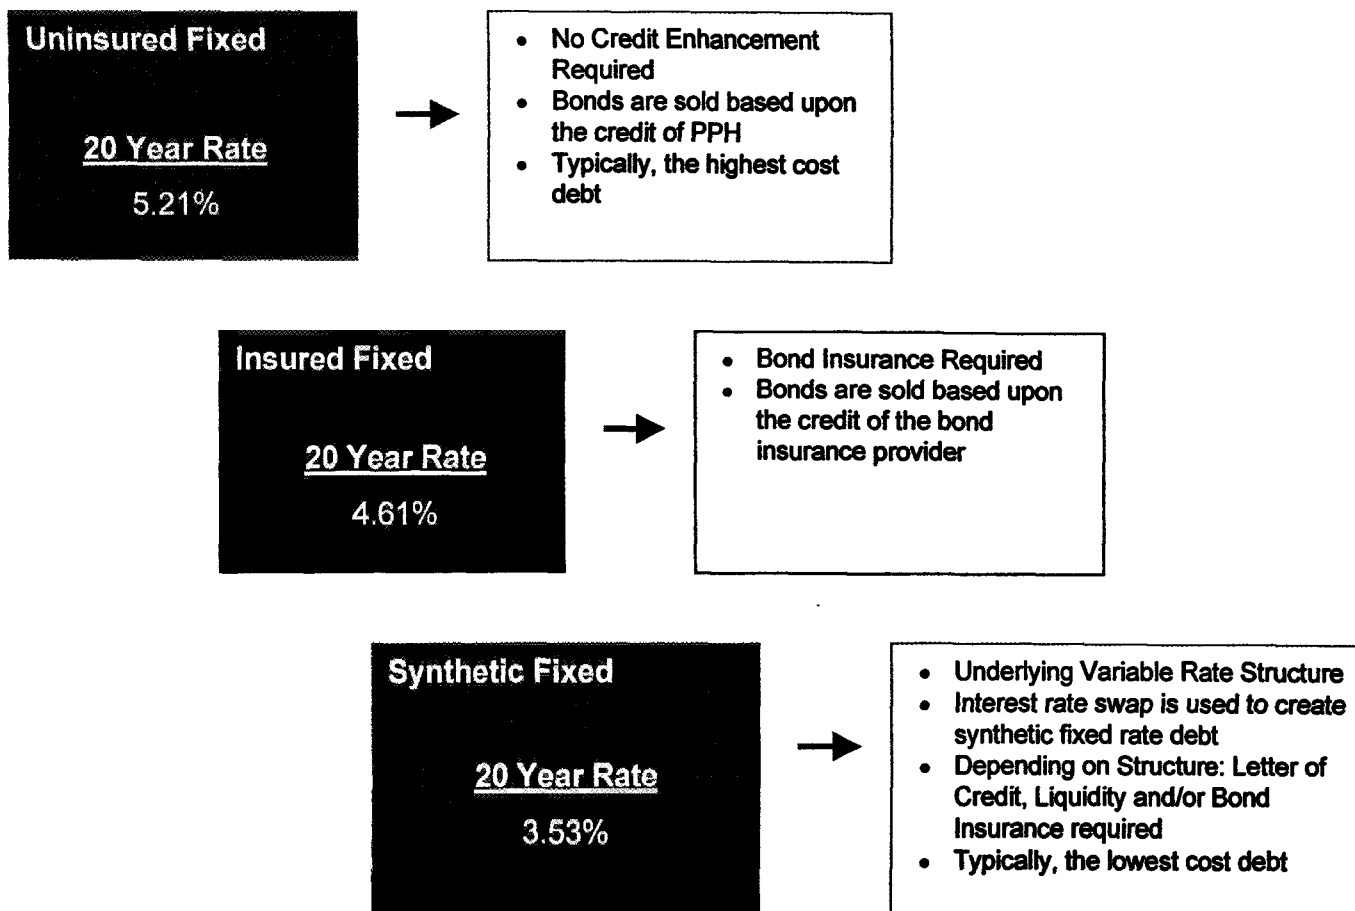 Uninsured Fixed
20 Year Rate
5.21%
• No Credit Enhancement
Required
• Bonds are sold based upon
the credit of PPH
• Typically, the highest cost
debt
Insured Fixed
20 Year Rate
4.61%
• Bond Insurance Required
• Bonds are sold based upon
the credit of the bond
insurance provider
Synthetic Fixed
20 Year Rate
3.53%
• Underlying Variable Rate Structure
• Interest rate swap is used to create
synthetic fixed rate debt
• Depending on Structure: Letter of
Credit, Liquidity and/or Bond
Insurance required
• Typically, the lowest cost debt